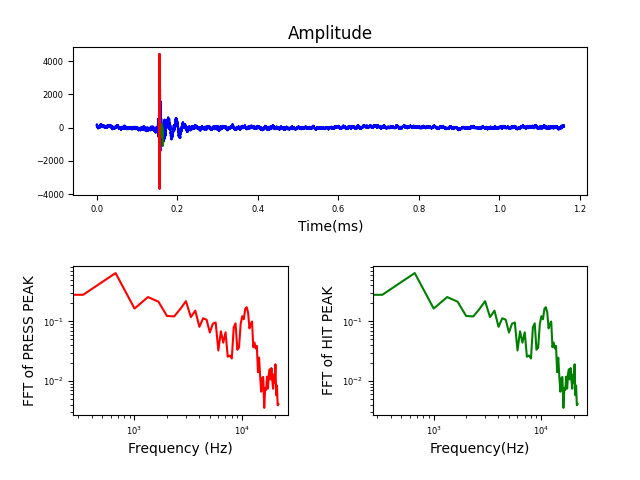 Amplitude
4000
2000
0
−2000
−4000
0.0 0.2 0.4 0.6 0.8 1.0 1.2
Time(ms)
FFT of PRESS PEAK
10⁻¹
10⁻²
10³ 10⁴
Frequency (Hz)
FFT of HIT PEAK
10⁻¹
10⁻²
10³ 10⁴
Frequency(Hz)